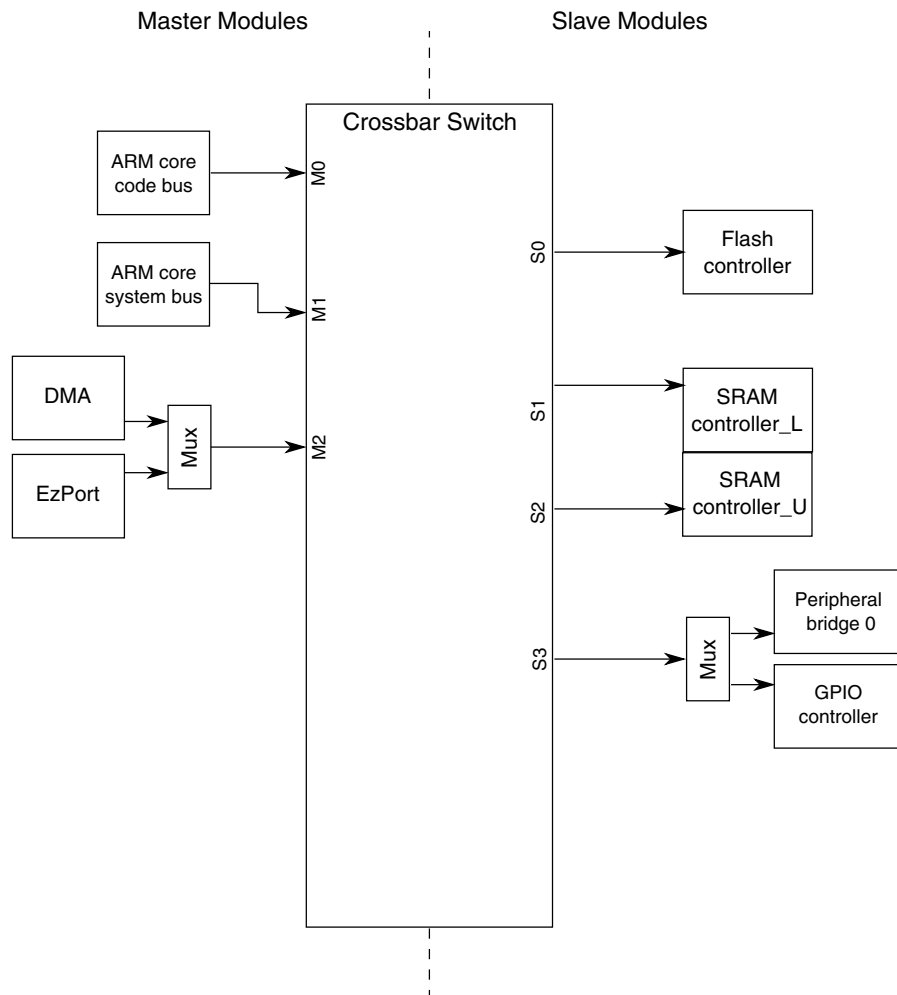 Master Modules
Slave Modules
Crossbar Switch
ARM core
code bus
M0
ARM core
system bus
M1
DMA
EzPort
Mux
M2
S0
Flash
controller
S1
SRAM
controller_L
S2
SRAM
controller_U
S3
Mux
Peripheral
bridge 0
GPIO
controller